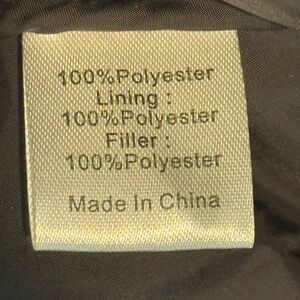 100%Polyester
Lining :
100%Polyester
Filler :
100%Polyester
Made In China